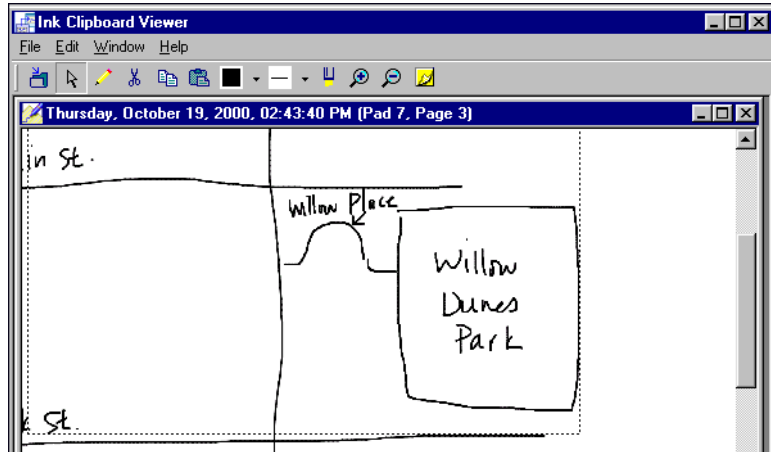 Ink Clipboard Viewer
File Edit Window Help
Thursday, October 19, 2000, 02:43:40 PM (Pad 7, Page 3)
in St.
Willow Place
Willow
Dunes
Park
k St.